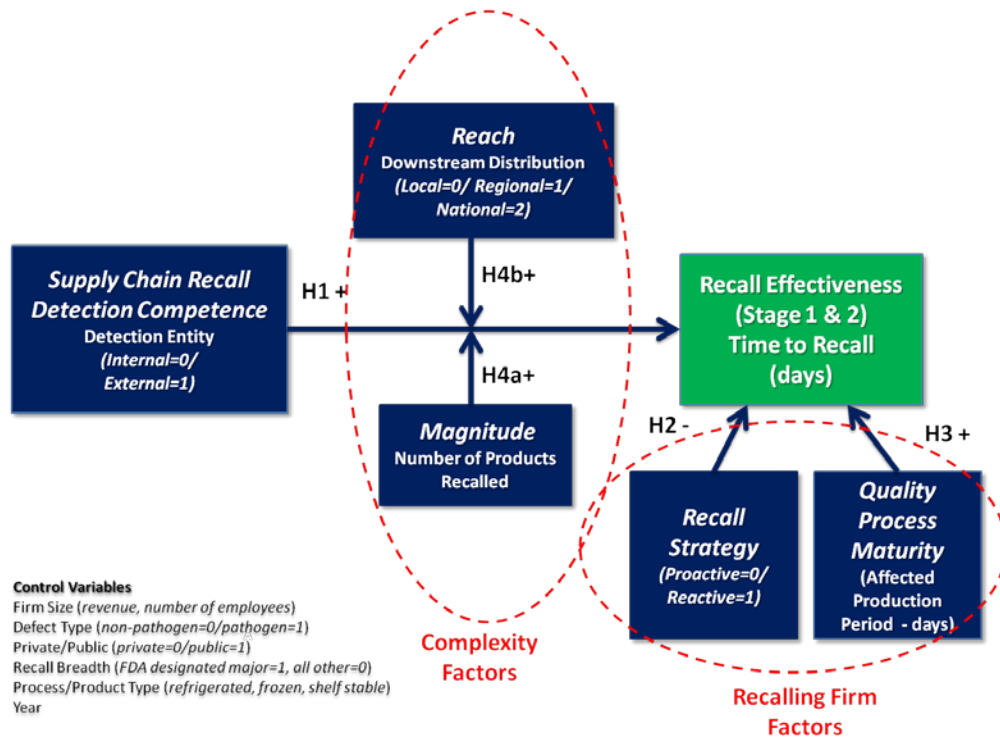 Reach
Downstream Distribution
(Local=0/ Regional=1/
National=2)
H4b+
Supply Chain Recall
Detection Competence
Detection Entity
(Internal=0/
External=1)
H1 +
Recall Effectiveness
(Stage 1 & 2)
Time to Recall
(days)
H4a+
Magnitude
Number of Products
Recalled
H2 -
H3 +
Recall
Strategy
(Proactive=0/
Reactive=1)
Quality
Process
Maturity
(Affected
Production
Period - days)
Control Variables
Firm Size (revenue, number of employees)
Defect Type (non-pathogen=0/pathogen=1)
Private/Public (private=0/public=1)
Recall Breadth (FDA designated major=1, all other=0)
Process/Product Type (refrigerated, frozen, shelf stable)
Year
Complexity
Factors
Recalling Firm
Factors